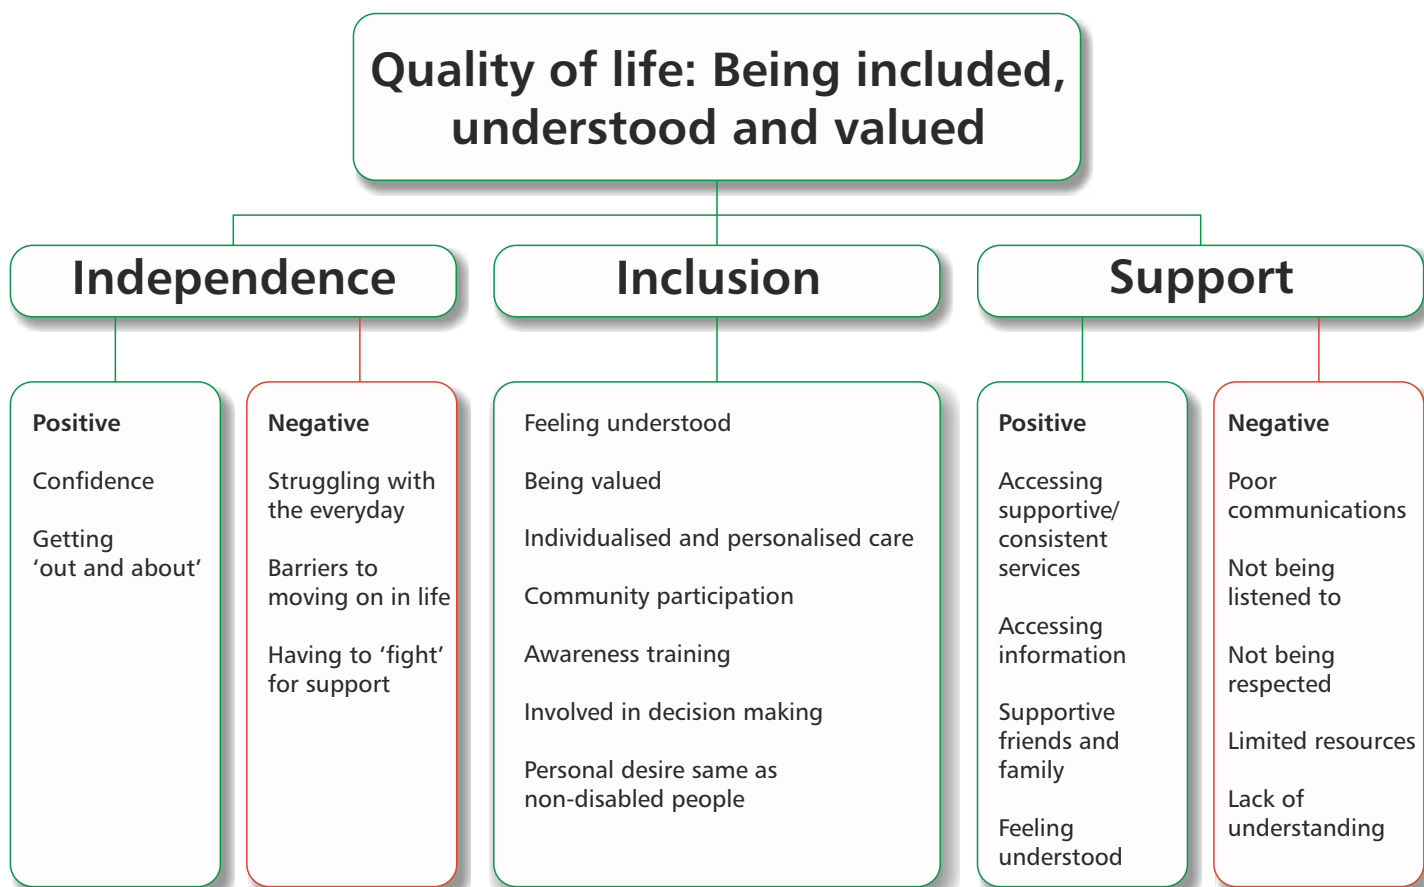 Quality of life: Being included,
understood and valued
Independence
Inclusion
Support
Positive
Confidence
Getting
‘out and about’
Negative
Struggling with
the everyday
Barriers to
moving on in life
Having to ‘fight’
for support
Feeling understood
Being valued
Individualised and personalised care
Community participation
Awareness training
Involved in decision making
Personal desire same as
non-disabled people
Positive
Accessing
supportive/
consistent
services
Accessing
information
Supportive
friends and
family
Feeling
understood
Negative
Poor
communications
Not being
listened to
Not being
respected
Limited resources
Lack of
understanding